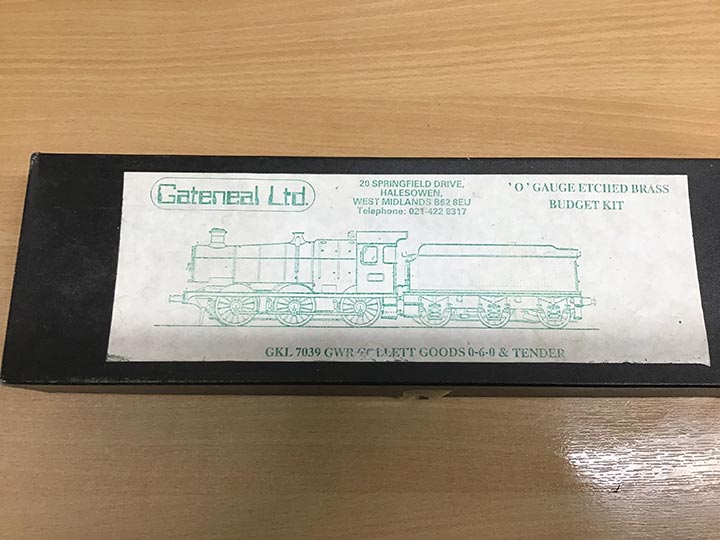 Gateneal Ltd.
20 SPRINGFIELD DRIVE,
HALESOWEN,
WEST MIDLANDS B62 8EU
Telephone: 021-422 8317
'O' GAUGE ETCHED BRASS
BUDGET KIT
GKL 7039 GWR COLLETT GOODS 0-6-0 & TENDER